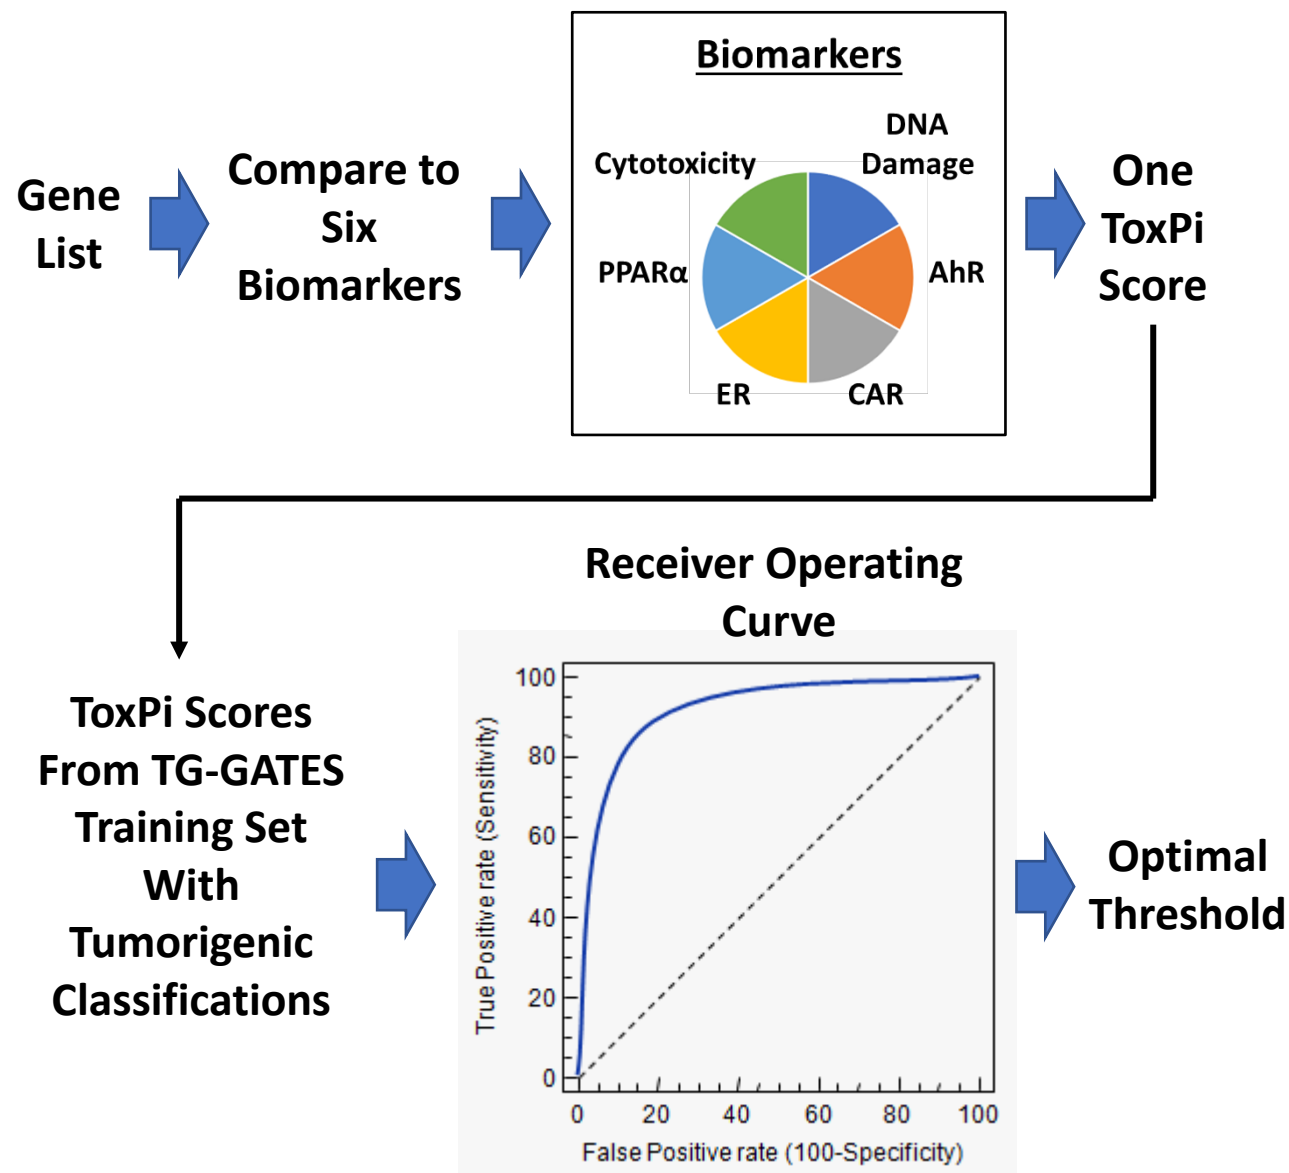 Gene
List
Compare to
Six
Biomarkers
Biomarkers
DNA
Damage
Cytotoxicity
PPARα
AhR
ER
CAR
One
ToxPi
Score
ToxPi Scores
From TG-GATES
Training Set
With
Tumorigenic
Classifications
Receiver Operating
Curve
True Positive rate (Sensitivity)
100
80
60
40
20
0
0 20 40 60 80 100
False Positive rate (100-Specificity)
Optimal
Threshold